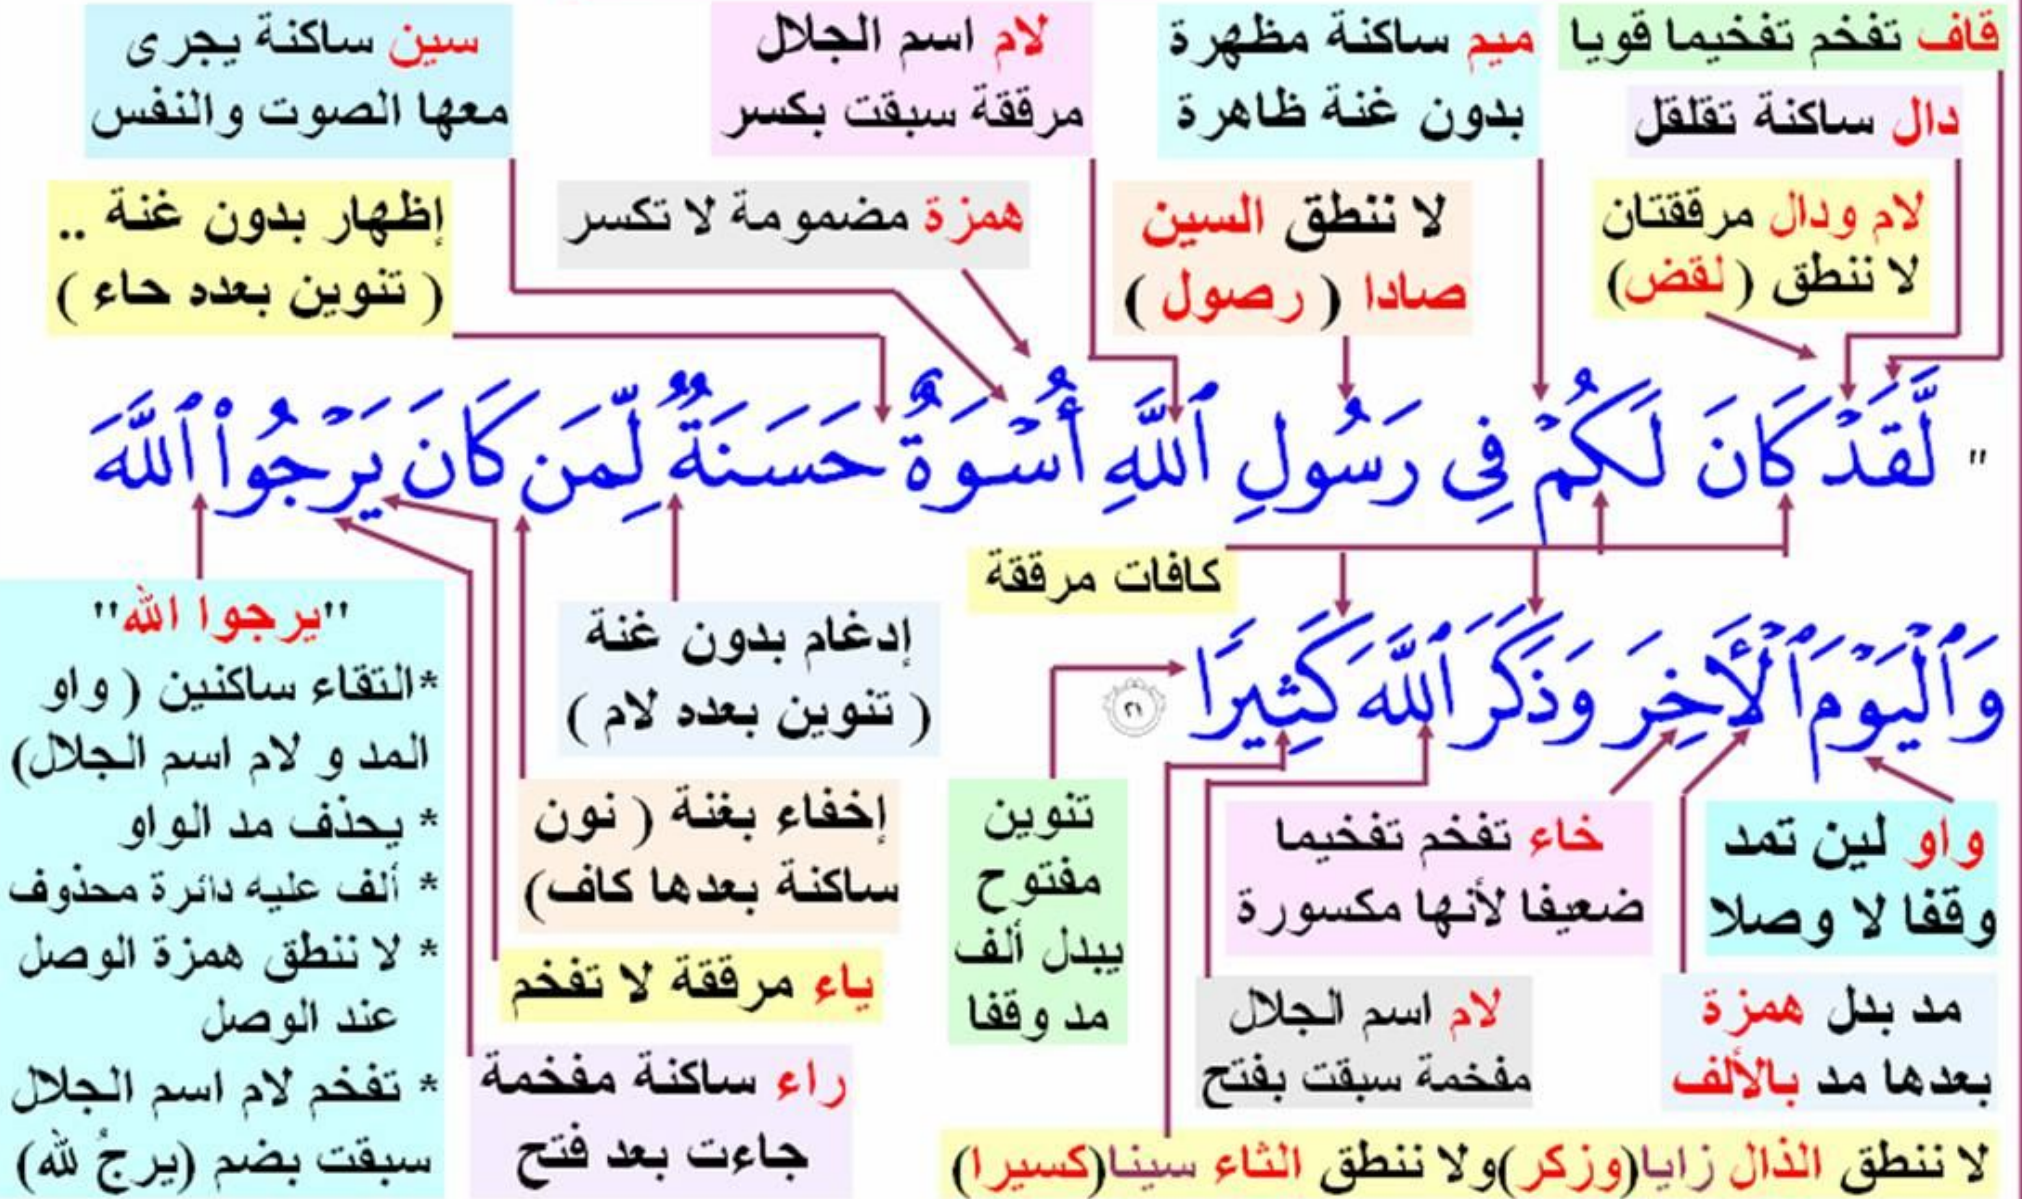 قاف تفخم تفخيما قويا
دال ساكنة تقلقل
لام ودال مرققتان
لا ننطق ( لقض)
ميم ساكنة مظهرة
بدون غنة ظاهرة
لا ننطق السين
صادا ( رصول )
لام اسم الجلال
مرققة سبقت بكسر
همزة مضمومة لا تكسر
سين ساكنة يجرى
معها الصوت والنفس
إظهار بدون غنة ..
( تنوين بعده حاء )
" لَّقَدْ كَانَ لَكُمْ فِى رَسُولِ ٱللَّهِ أُسْوَةٌ حَسَنَةٌ لِّمَن كَانَ يَرْجُوا۟ ٱللَّهَ
كافات مرققة
وَٱلْيَوْمَ ٱلْـَٔاخِرَ وَذَكَرَ ٱللَّهَ كَثِيرًا ٢١
واو لين تمد
وقفا لا وصلا
مد بدل همزة
بعدها مد بالألف
خاء تفخم تفخيما
ضعيفا لأنها مكسورة
لام اسم الجلال
مفخمة سبقت بفتح
تنوين
مفتوح
يبدل ألف
مد وقفا
لا ننطق الذال زايا(وزكر)ولا ننطق الثاء سينا(كسيرا)
إدغام بدون غنة
( تنوين بعده لام )
إخفاء بغنة ( نون
ساكنة بعدها كاف)
ياء مرققة لا تفخم
راء ساكنة مفخمة
جاءت بعد فتح
"يرجوا الله"
*التقاء ساكنين ( واو
المد و لام اسم الجلال)
* يحذف مد الواو
* ألف عليه دائرة محذوف
* لا ننطق همزة الوصل
عند الوصل
* تفخم لام اسم الجلال
سبقت بضم (يرجُ لله)